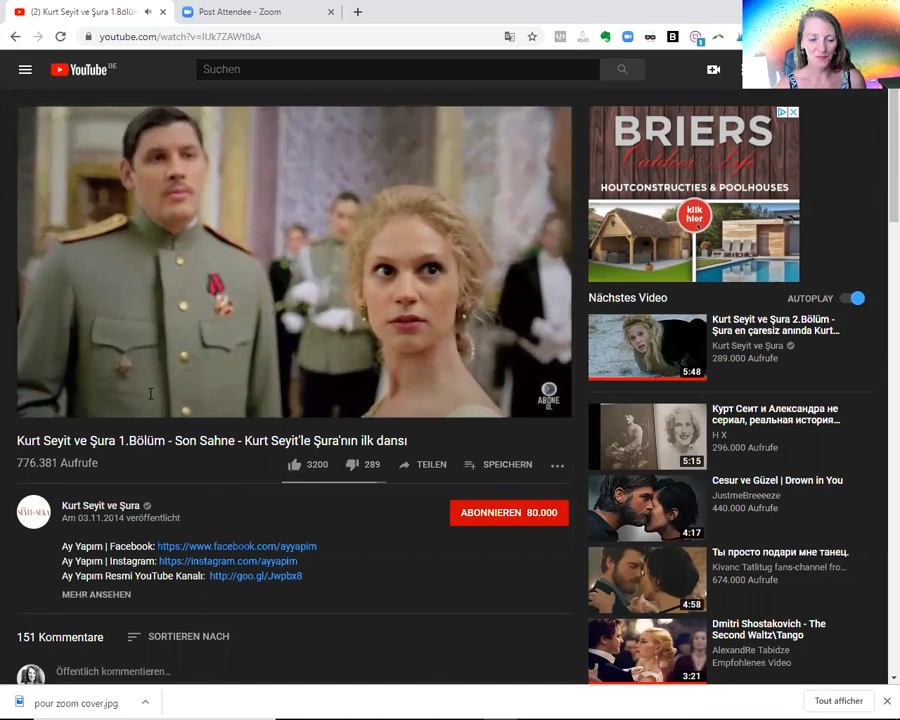 (2) Kurt Seyit ve Şura 1.Bölün
Post Attendee - Zoom
youtube.com/watch?v=IUk7ZAWt0sA
YouTube BE
Suchen
BRIERS
Outdoor Life
HOUTCONSTRUCTIES & POOLHOUSES
klik
hier
ABONE
OL
Kurt Seyit ve Şura 1.Bölüm - Son Sahne - Kurt Seyit'le Şura'nın ilk dansı
776.381 Aufrufe
3200
289
TEILEN
SPEICHERN
Kurt Seyit ve Şura
Am 03.11.2014 veröffentlicht
ABONNIEREN 80.000
Ay Yapım | Facebook: https://www.facebook.com/ayyapim
Ay Yapım | Instagram: https://instagram.com/ayyapim
Ay Yapım Resmi YouTube Kanalı: http://goo.gl/Jwpbx8
MEHR ANSEHEN
151 Kommentare
SORTIEREN NACH
Öffentlich kommentieren...
Nächstes Video
AUTOPLAY
Kurt Seyit ve Şura 2.Bölüm -
Şura en çaresiz anında Kurt...
Kurt Seyit ve Şura
289.000 Aufrufe
5:48
Курт Сеит и Александра не
сериал, реальная история...
H X
296.000 Aufrufe
5:15
Cesur ve Güzel | Drown in You
JustmeBreeeeze
440.000 Aufrufe
4:17
Ты просто подари мне танец.
Kivanc Tatlitug fans-channel fro...
674.000 Aufrufe
4:58
Dmitri Shostakovich - The
Second Waltz\Tango
AlexandRe Tabidze
Empfohlenes Video
3:21
pour zoom cover.jpg
Tout afficher